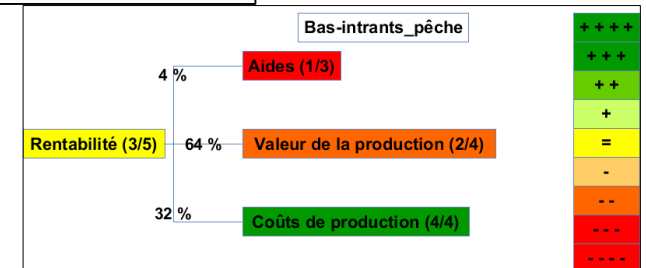 Bas-intrants_pêche
Aides (1/3)
4 %
Rentabilité (3/5)
64 %
Valeur de la production (2/4)
32 %
Coûts de production (4/4)
+ + + +
+ + +
+ +
+
=
-
- -
- - -
- - - -